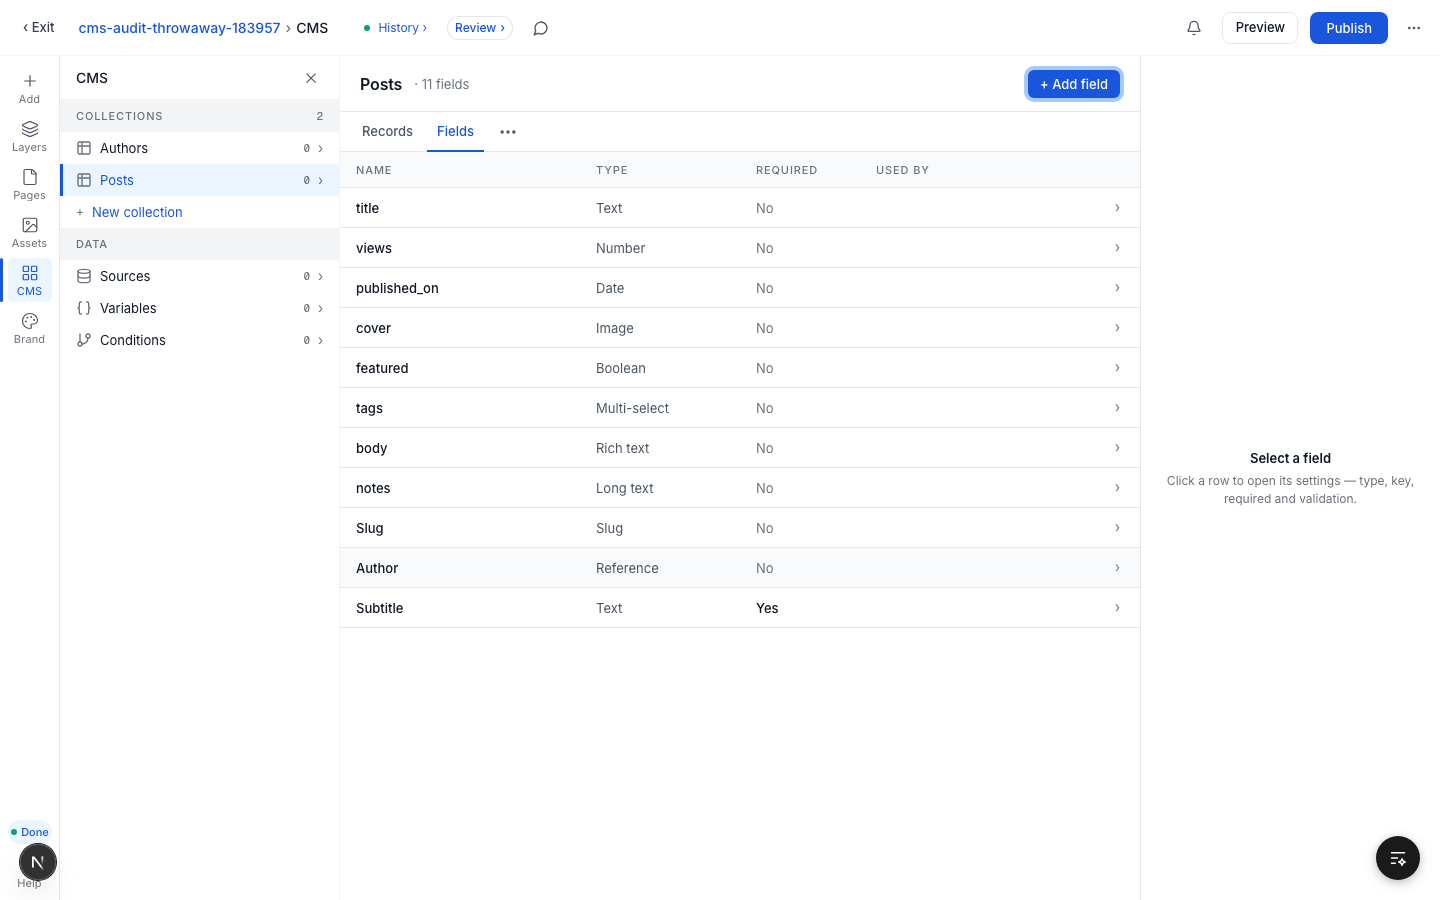 ‹ Exit
cms-audit-throwaway-183957 › CMS
History ›
Review ›
Preview
Publish
Add
Layers
Pages
Assets
CMS
Brand
Done
N
Help
CMS
COLLECTIONS 2
Authors 0 ›
Posts 0 ›
+ New collection
DATA
Sources 0 ›
Variables 0 ›
Conditions 0 ›
Posts · 11 fields
+ Add field
Records Fields
NAME TYPE REQUIRED USED BY
title Text No ›
views Number No ›
published_on Date No ›
cover Image No ›
featured Boolean No ›
tags Multi-select No ›
body Rich text No ›
notes Long text No ›
Slug Slug No ›
Author Reference No ›
Subtitle Text Yes ›
Select a field
Click a row to open its settings — type, key,
required and validation.